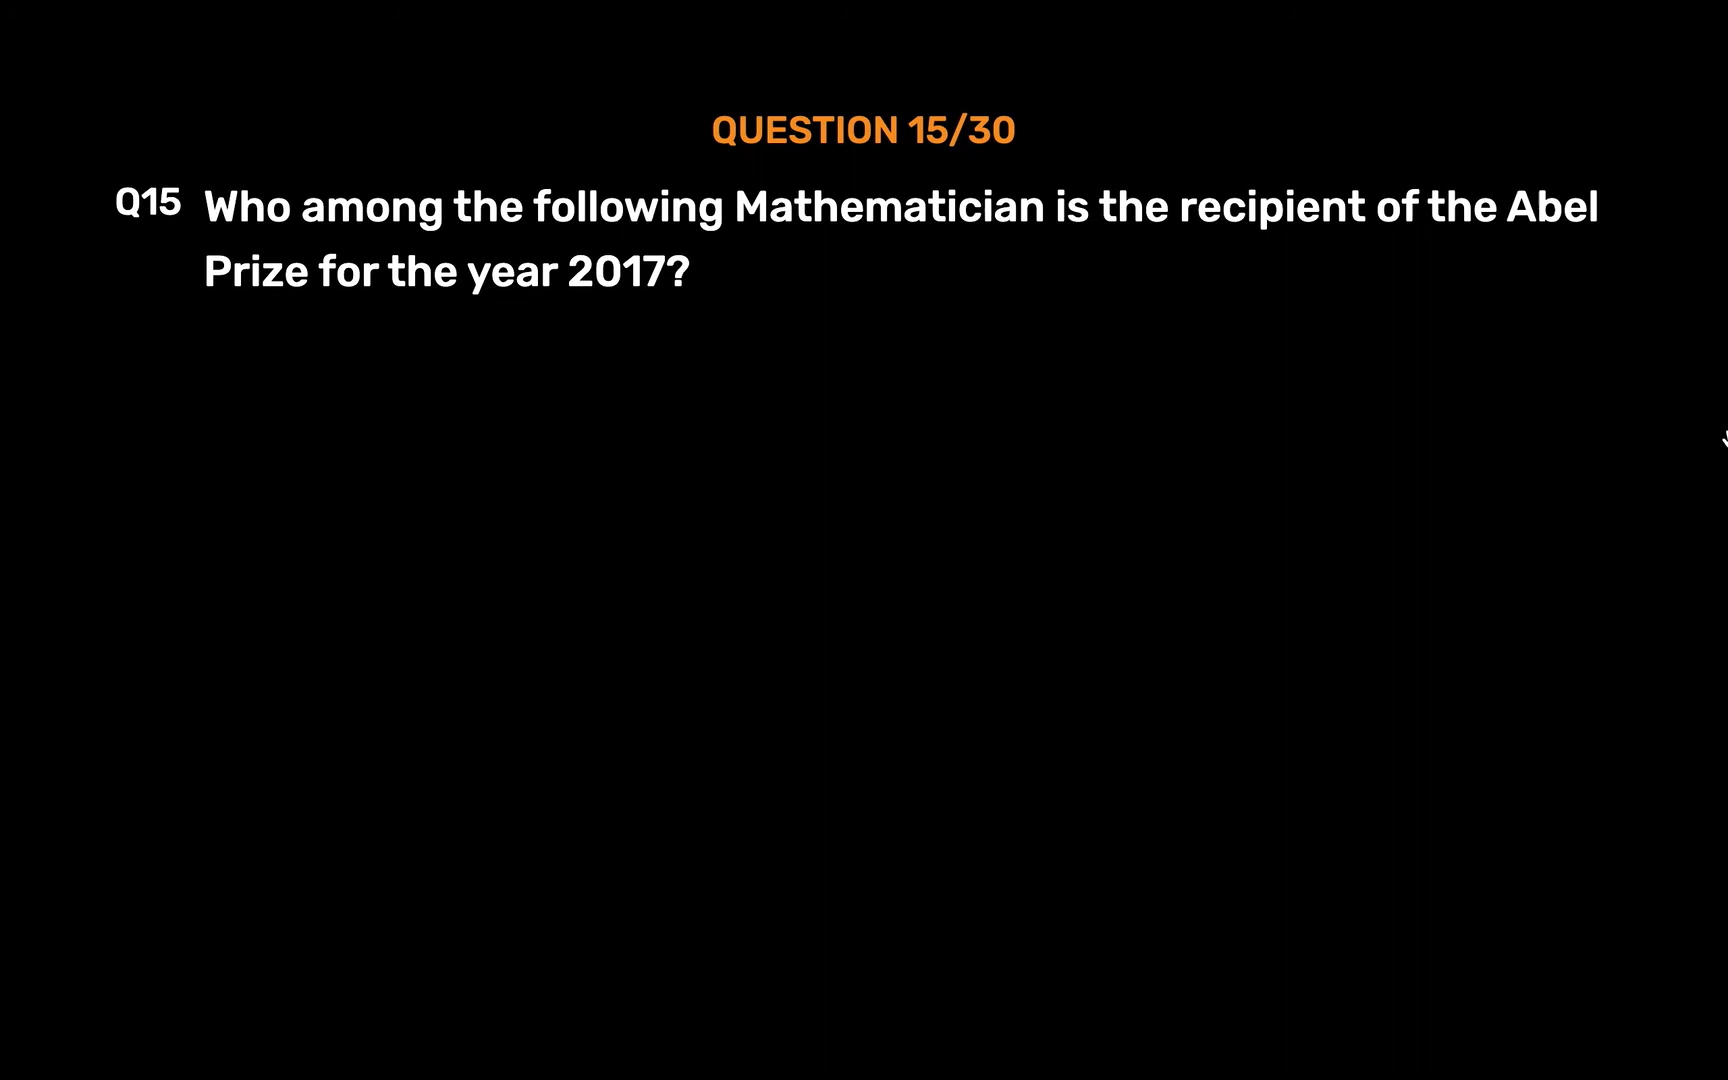 QUESTION 15/30
Q15 Who among the following Mathematician is the recipient of the Abel
Prize for the year 2017?